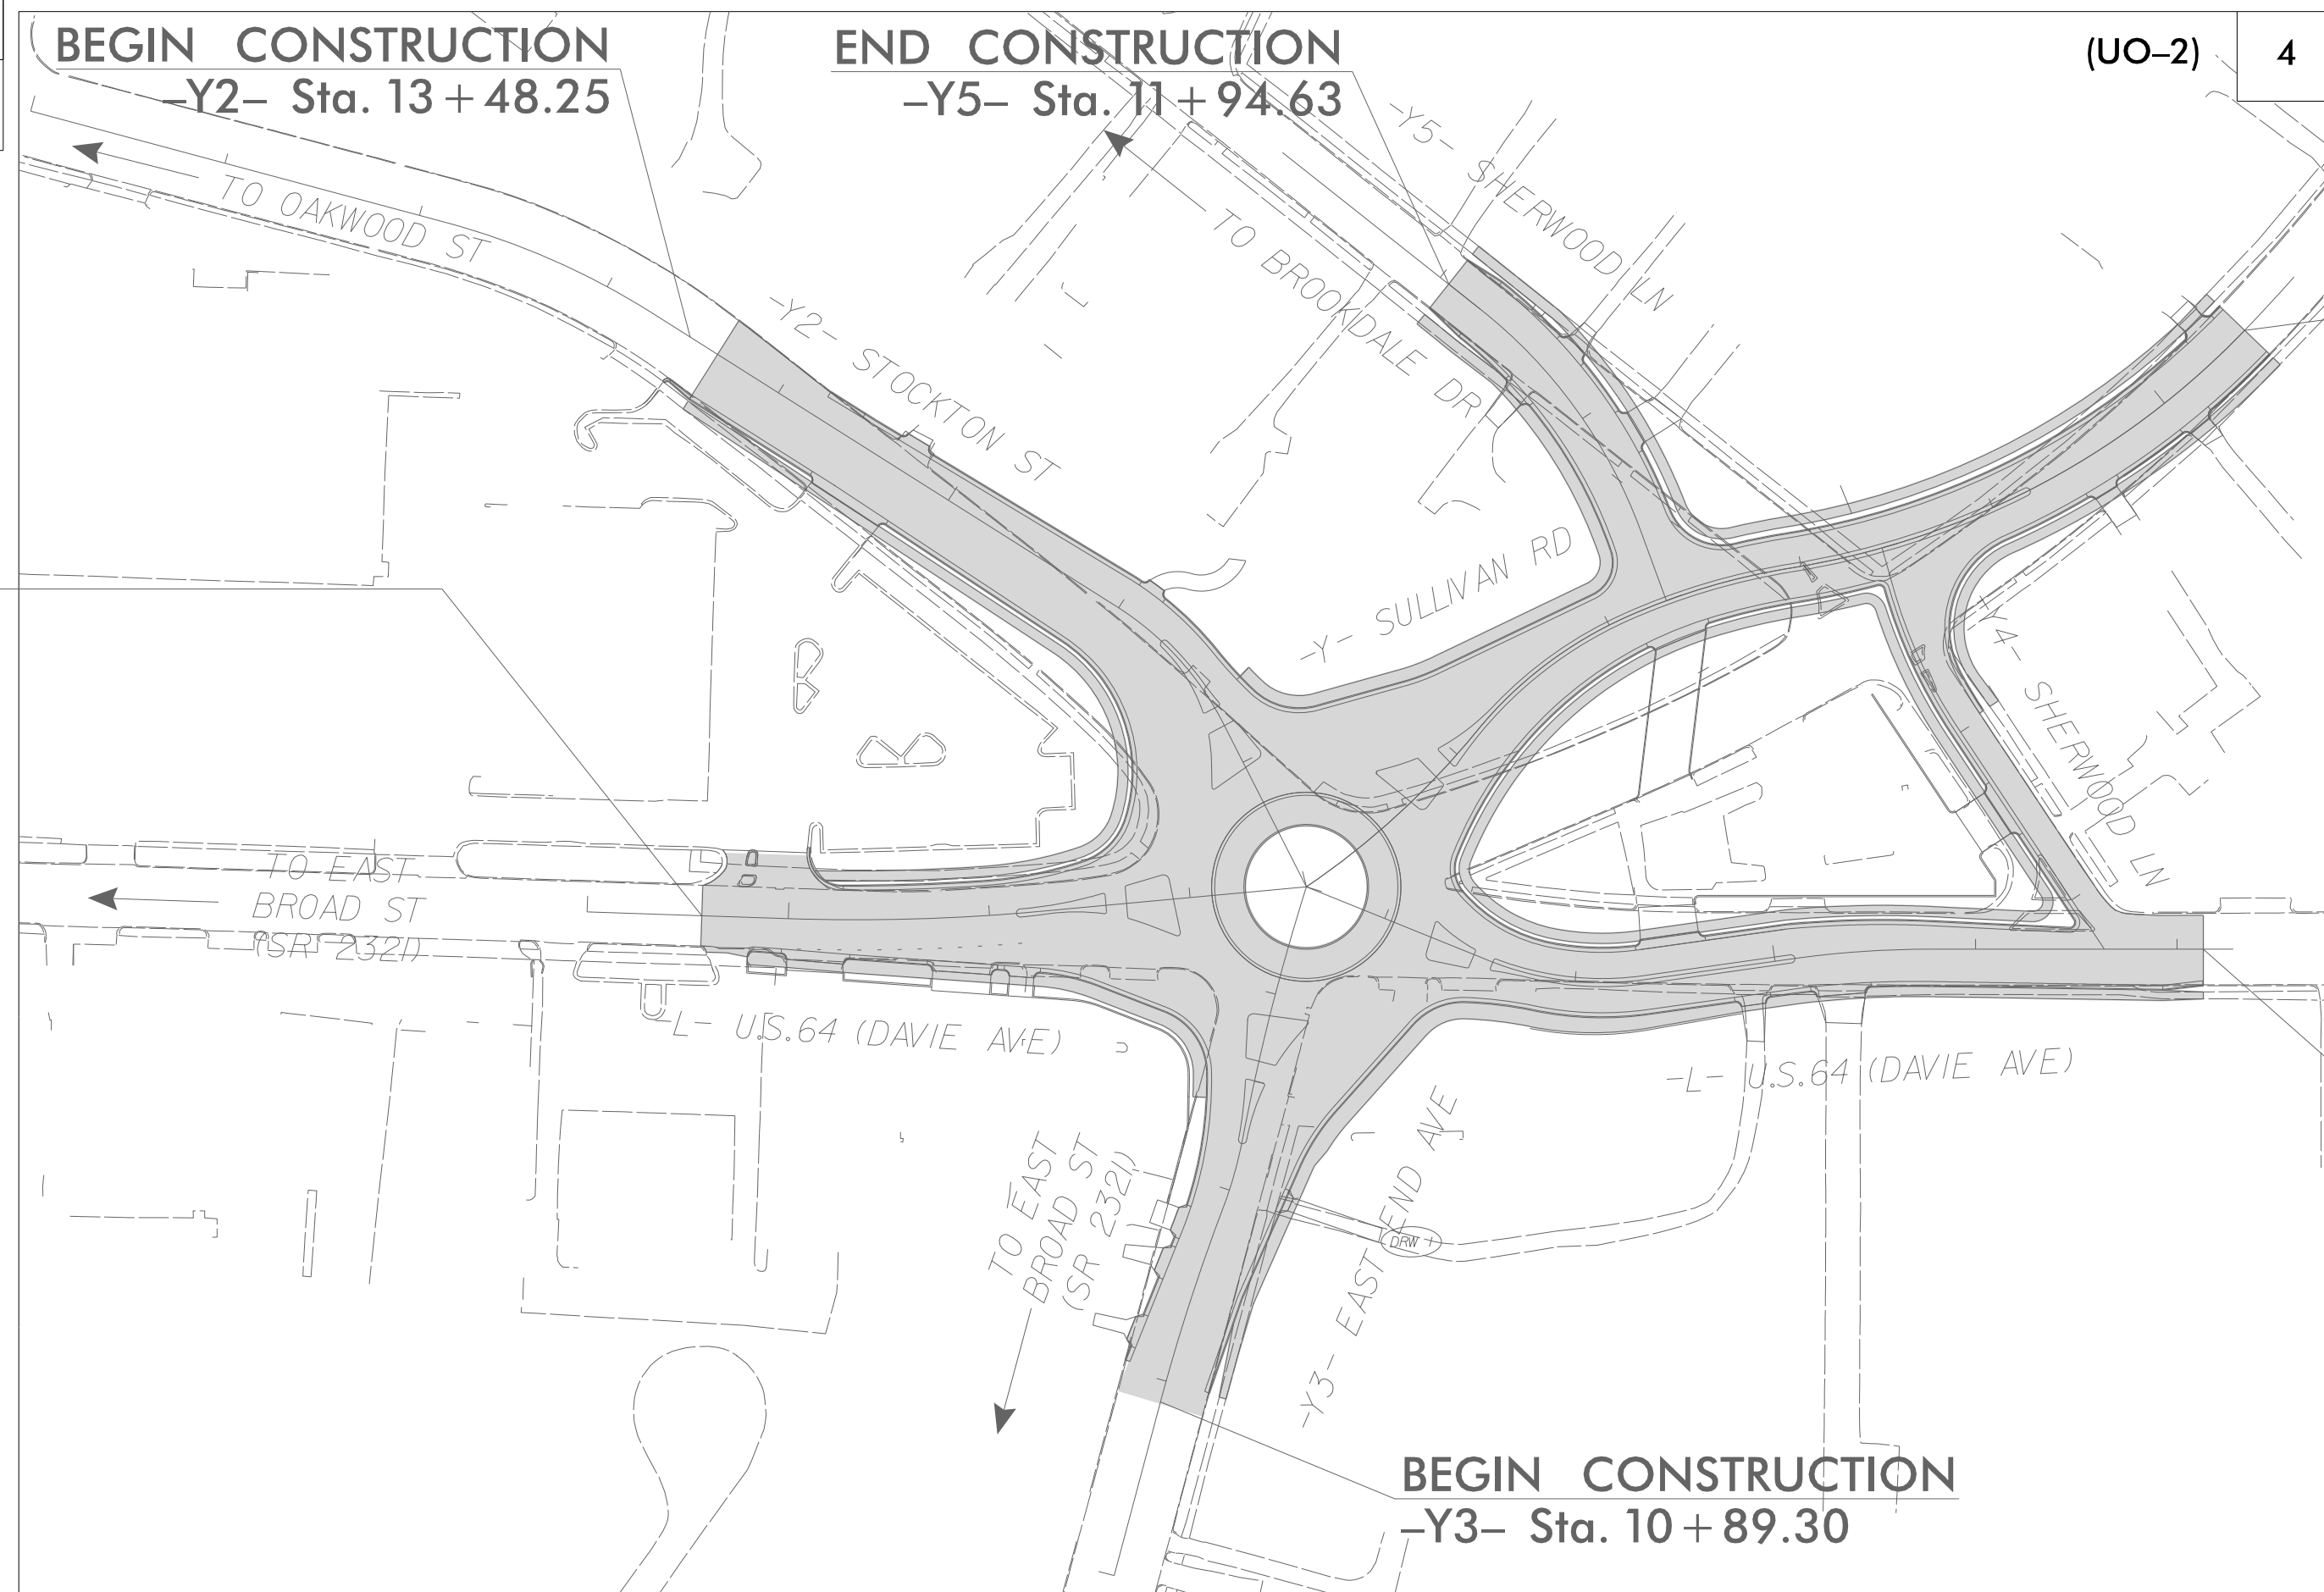 BEGIN CONSTRUCTION
–Y2– Sta. 13+48.25
END CONSTRUCTION
–Y5– Sta. 11+94.63
(UO–2)
4
TO OAKWOOD ST
-Y5- SHERWOOD LN
TO BROOKDALE DR
-Y2- STOCKTON ST
-Y- SULLIVAN RD
-Y4- SHERWOOD LN
TO EAST
BROAD ST
(SR 2321)
-L- U.S.64 (DAVIE AVE)
-L- U.S.64 (DAVIE AVE)
TO EAST
BROAD ST
(SR 2321)
-Y3- EAST END AVE
DRW 1
BEGIN CONSTRUCTION
–Y3– Sta. 10+89.30